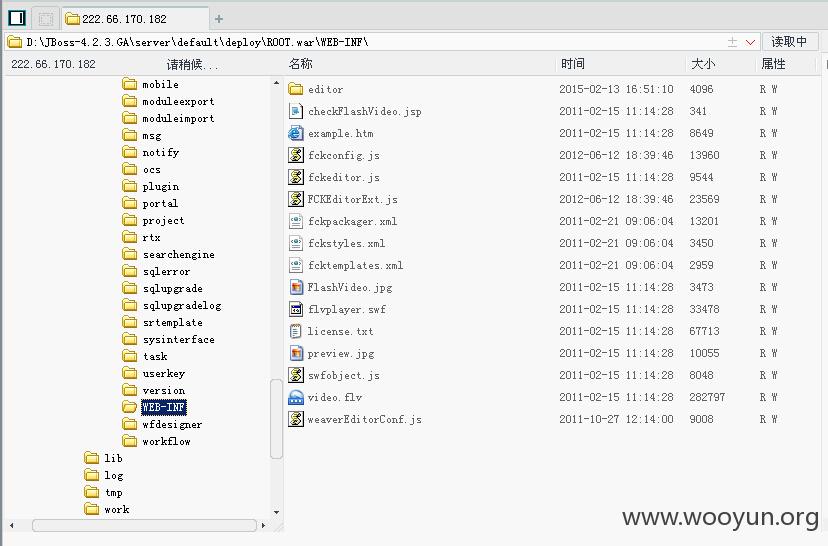 222.66.170.182
D:\JBoss-4.2.3.GA\server\default\deploy\ROOT.war\WEB-INF\
读取中
222.66.170.182 请稍候...
名称 时间 大小 属性
mobile
moduleexport
moduleimport
msg
notify
ocs
plugin
portal
project
rtx
searchengine
sqlerror
sqlupgrade
sqlupgradelog
srtemplate
sysinterface
task
userkey
version
WEB-INF
wfdesigner
workflow
lib
log
tmp
work
editor 2015-02-13 16:51:10 4096 R W
checkFlashVideo.jsp 2011-02-15 11:14:28 341 R W
example.htm 2011-02-15 11:14:28 8649 R W
fckconfig.js 2012-06-12 18:39:46 13960 R W
fckeditor.js 2011-02-15 11:14:28 9544 R W
FCKEditorExt.js 2012-06-12 18:39:46 23569 R W
fckpackager.xml 2011-02-21 09:06:04 13201 R W
fckstyles.xml 2011-02-21 09:06:04 3450 R W
fcktemplates.xml 2011-02-21 09:06:04 2959 R W
FlashVideo.jpg 2011-02-15 11:14:28 3473 R W
flvplayer.swf 2011-02-15 11:14:28 33478 R W
license.txt 2011-02-15 11:14:28 67713 R W
preview.jpg 2011-02-15 11:14:28 10055 R W
swfobject.js 2011-02-15 11:14:28 8048 R W
video.flv 2011-02-15 11:14:28 282797 R W
weaverEditorConf.js 2011-10-27 12:14:00 9008 R W
www.wooyun.org